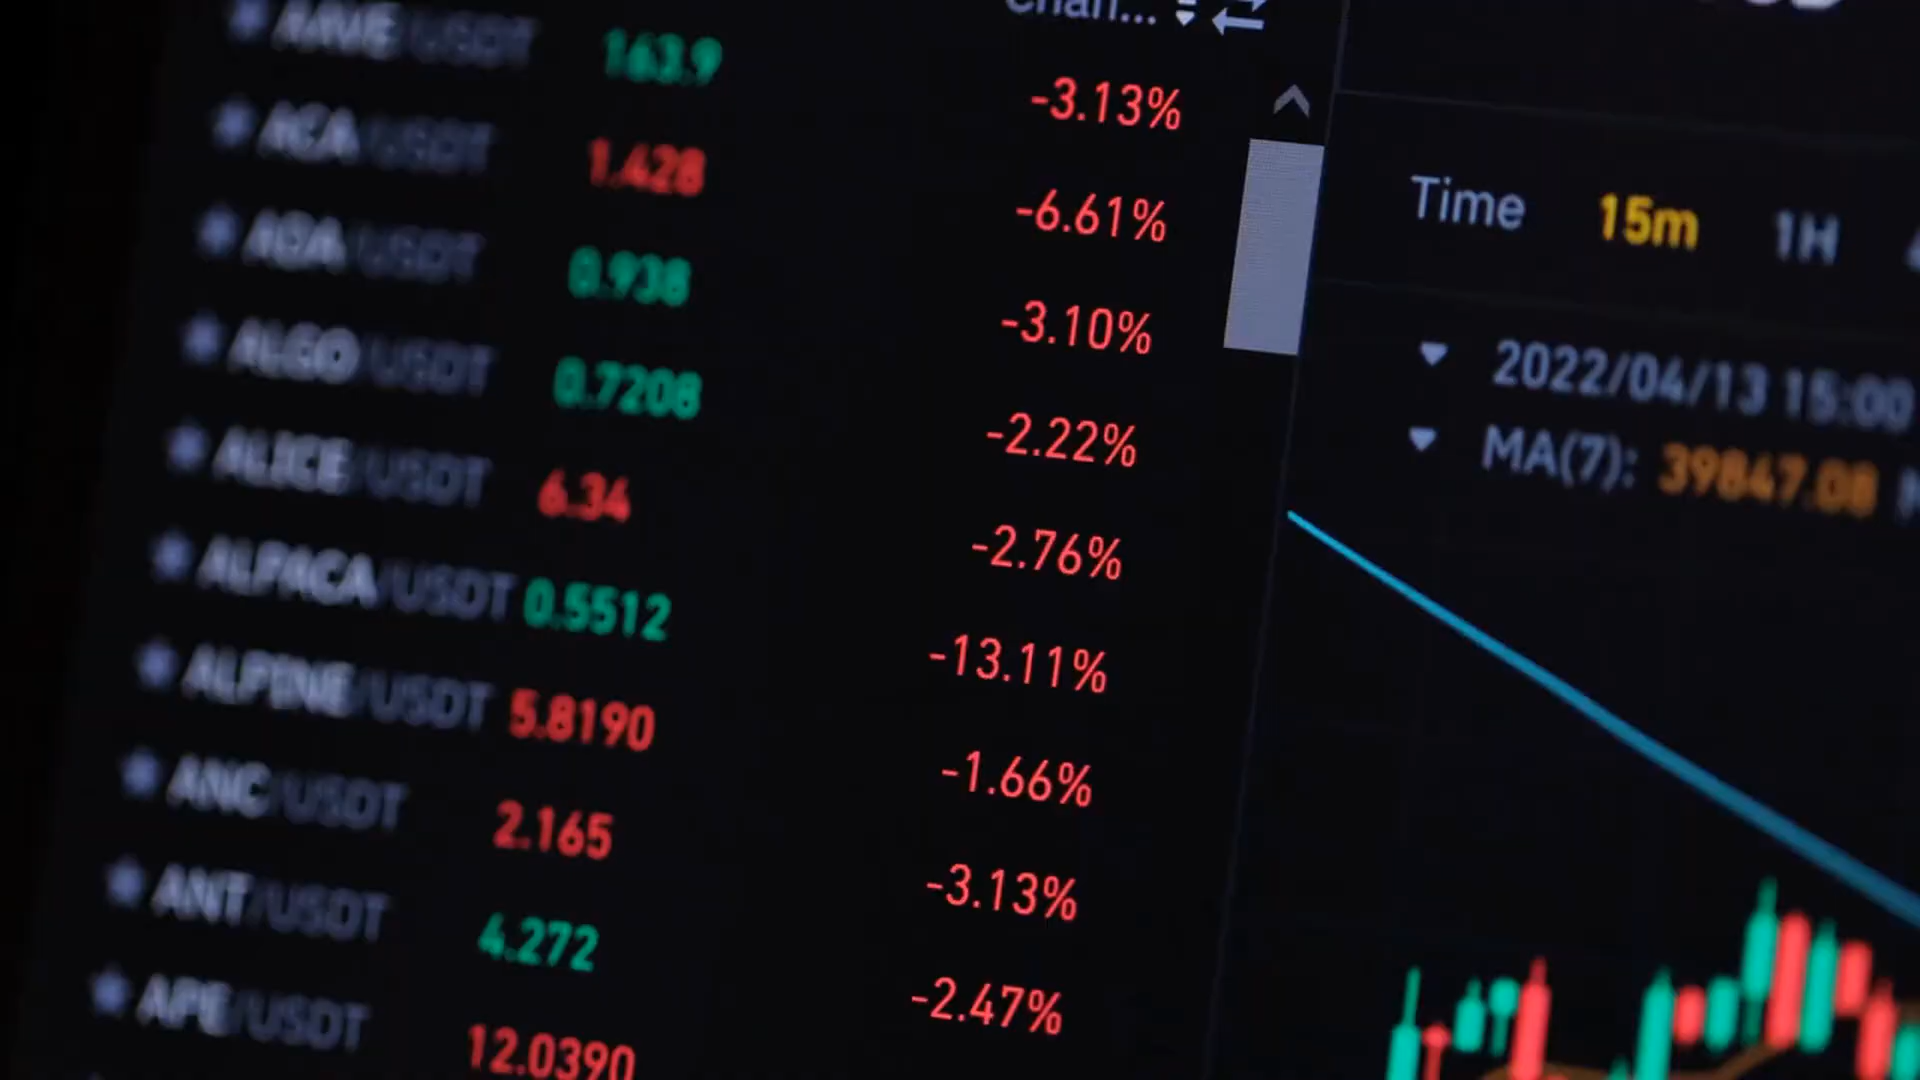 Chan...
AAVE/USDT 163.9 -3.13%
ACA/USDT 1.428 -6.61%
ADA/USDT 0.938 -3.10%
ALGO/USDT 0.7208 -2.22%
ALICE/USDT 6.34 -2.76%
ALPACA/USDT 0.5512 -13.11%
ALPINE/USDT 5.8190 -1.66%
ANC/USDT 2.165 -3.13%
ANT/USDT 4.272 -2.47%
APE/USDT 12.0390
Time 15m 1H
2022/04/13 15:00
MA(7): 39847.08